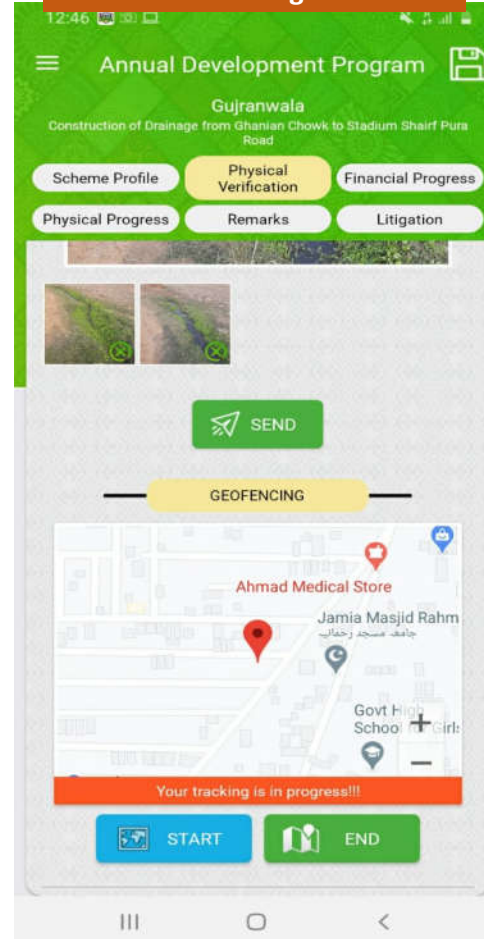 12:46
Annual Development Program
Gujranwala
Construction of Drainage from Ghanian Chowk to Stadium Shairf Pura
Road
Scheme Profile
Physical
Verification
Financial Progress
Physical Progress
Remarks
Litigation
SEND
GEOFENCING
Ahmad Medical Store
Jamia Masjid Rahm
جامعہ مسجد رحمانی
Govt High
School for Girls
+
−
Your tracking is in progress!!!
START
END